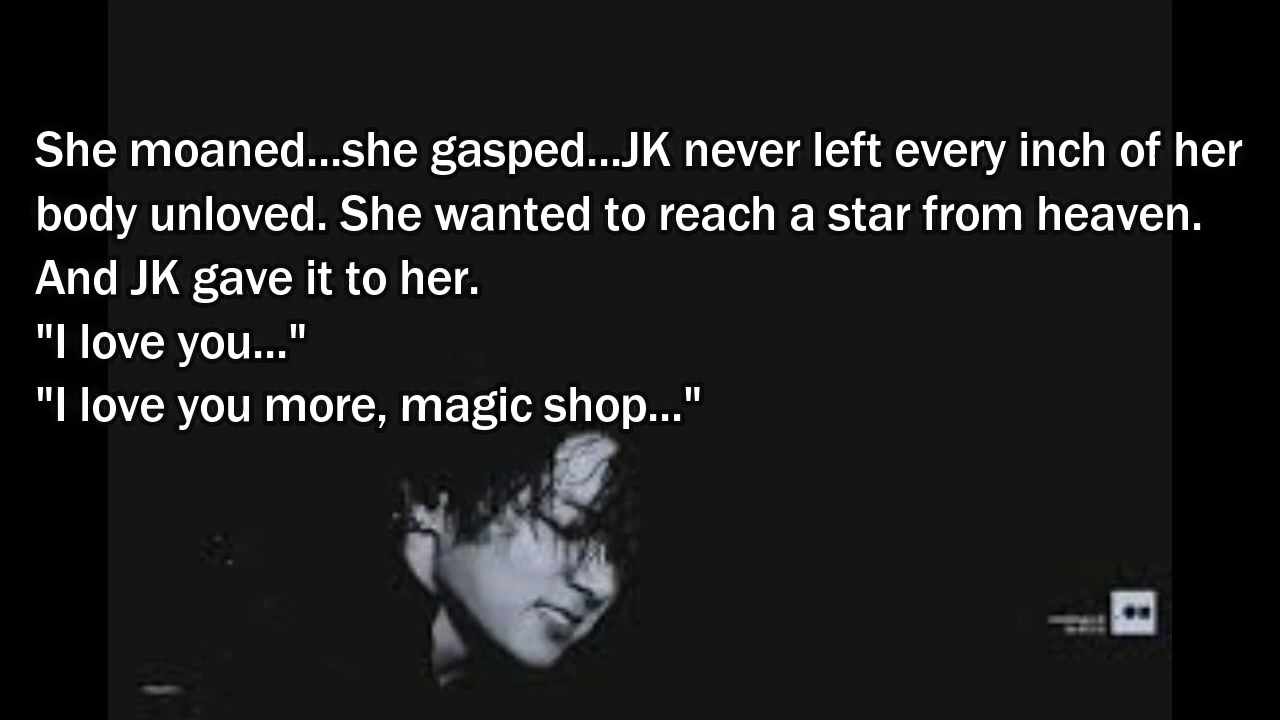 She moaned...she gasped...JK never left every inch of her
body unloved. She wanted to reach a star from heaven.
And JK gave it to her.
"I love you..."
"I love you more, magic shop..."